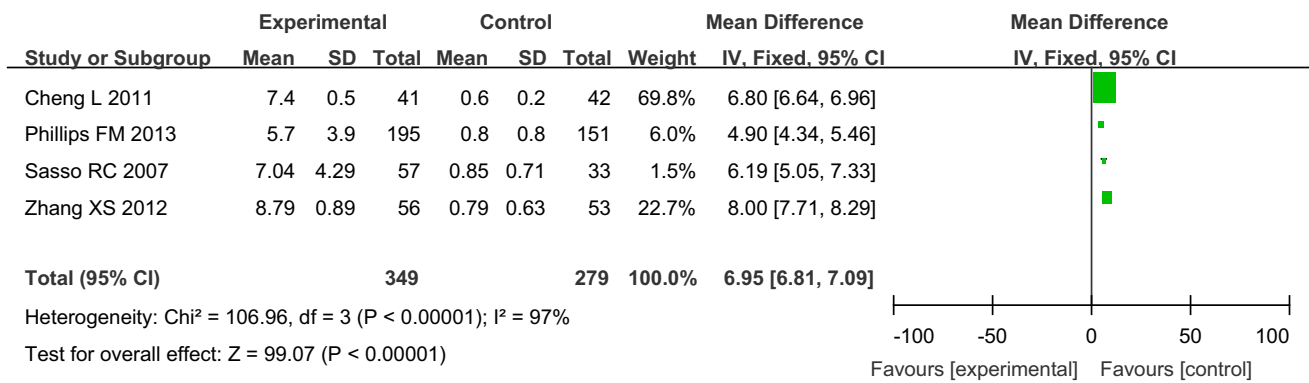 Experimental Control Mean Difference Mean Difference
Study or Subgroup Mean SD Total Mean SD Total Weight IV, Fixed, 95% CI IV, Fixed, 95% CI
Cheng L 2011 7.4 0.5 41 0.6 0.2 42 69.8% 6.80 [6.64, 6.96]
Phillips FM 2013 5.7 3.9 195 0.8 0.8 151 6.0% 4.90 [4.34, 5.46]
Sasso RC 2007 7.04 4.29 57 0.85 0.71 33 1.5% 6.19 [5.05, 7.33]
Zhang XS 2012 8.79 0.89 56 0.79 0.63 53 22.7% 8.00 [7.71, 8.29]
Total (95% CI) 349 279 100.0% 6.95 [6.81, 7.09]
Heterogeneity: Chi² = 106.96, df = 3 (P < 0.00001); I² = 97%
Test for overall effect: Z = 99.07 (P < 0.00001)
-100 -50 0 50 100
Favours [experimental] Favours [control]